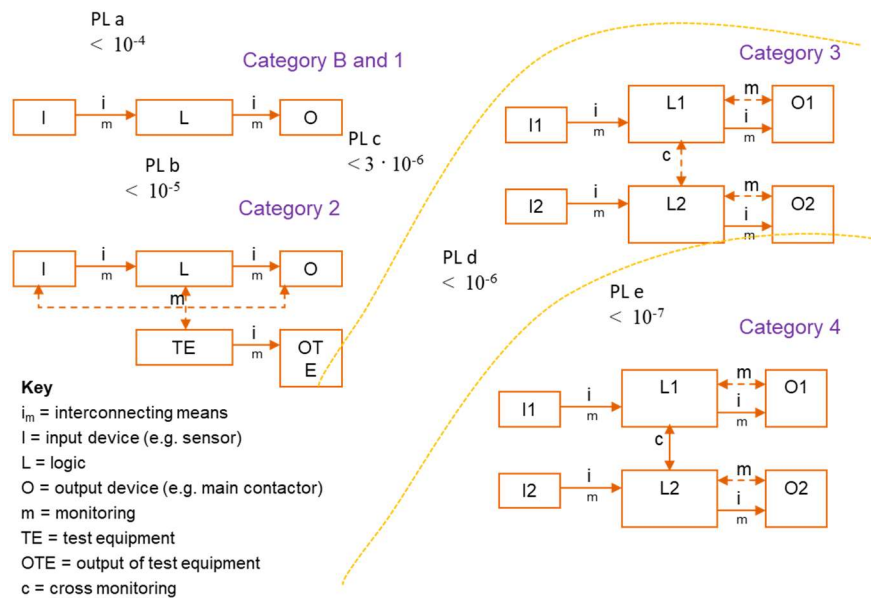 PL a
< 10-4
Category B and 1
I
i
m
L
i
m
O
PL c
< 3 · 10-6
PL b
< 10-5
Category 2
I
i
m
L
i
m
O
m
TE
i
m
OT
E
Key
im = interconnecting means
I = input device (e.g. sensor)
L = logic
O = output device (e.g. main contactor)
m = monitoring
TE = test equipment
OTE = output of test equipment
c = cross monitoring
Category 3
I1
i
m
L1
m
i
m
O1
c
I2
i
m
L2
m
i
m
O2
PL d
< 10-6
PL e
< 10-7
Category 4
I1
i
m
L1
m
i
m
O1
c
I2
i
m
L2
m
i
m
O2